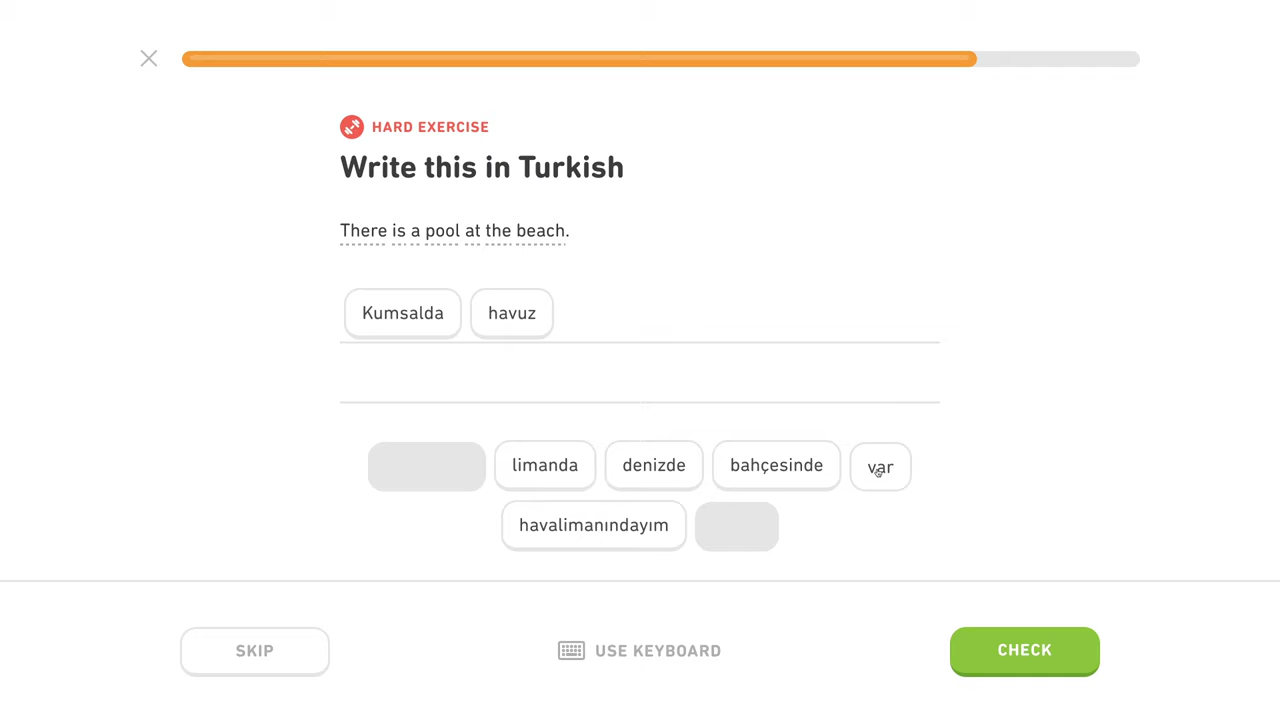 HARD EXERCISE
Write this in Turkish
There is a pool at the beach.
Kumsalda havuz
limanda denizde bahçesinde var
havalimanındayım
SKIP USE KEYBOARD CHECK